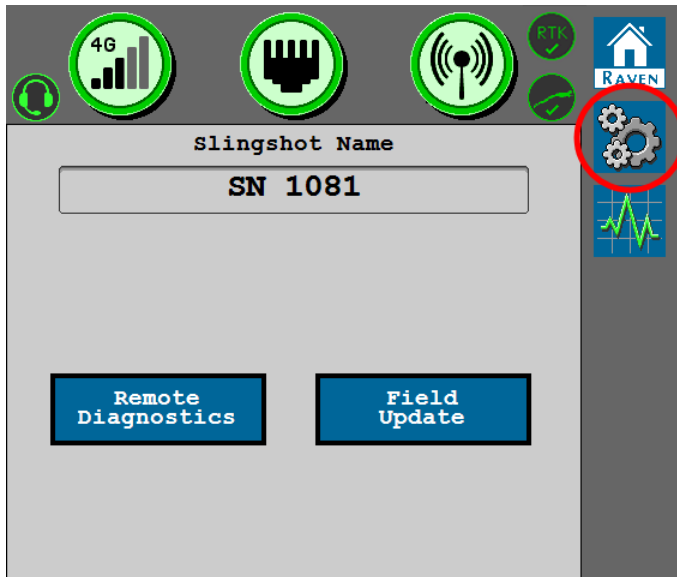 4G
RTK
RAVEN
Slingshot Name
SN 1081
Remote
Diagnostics
Field
Update